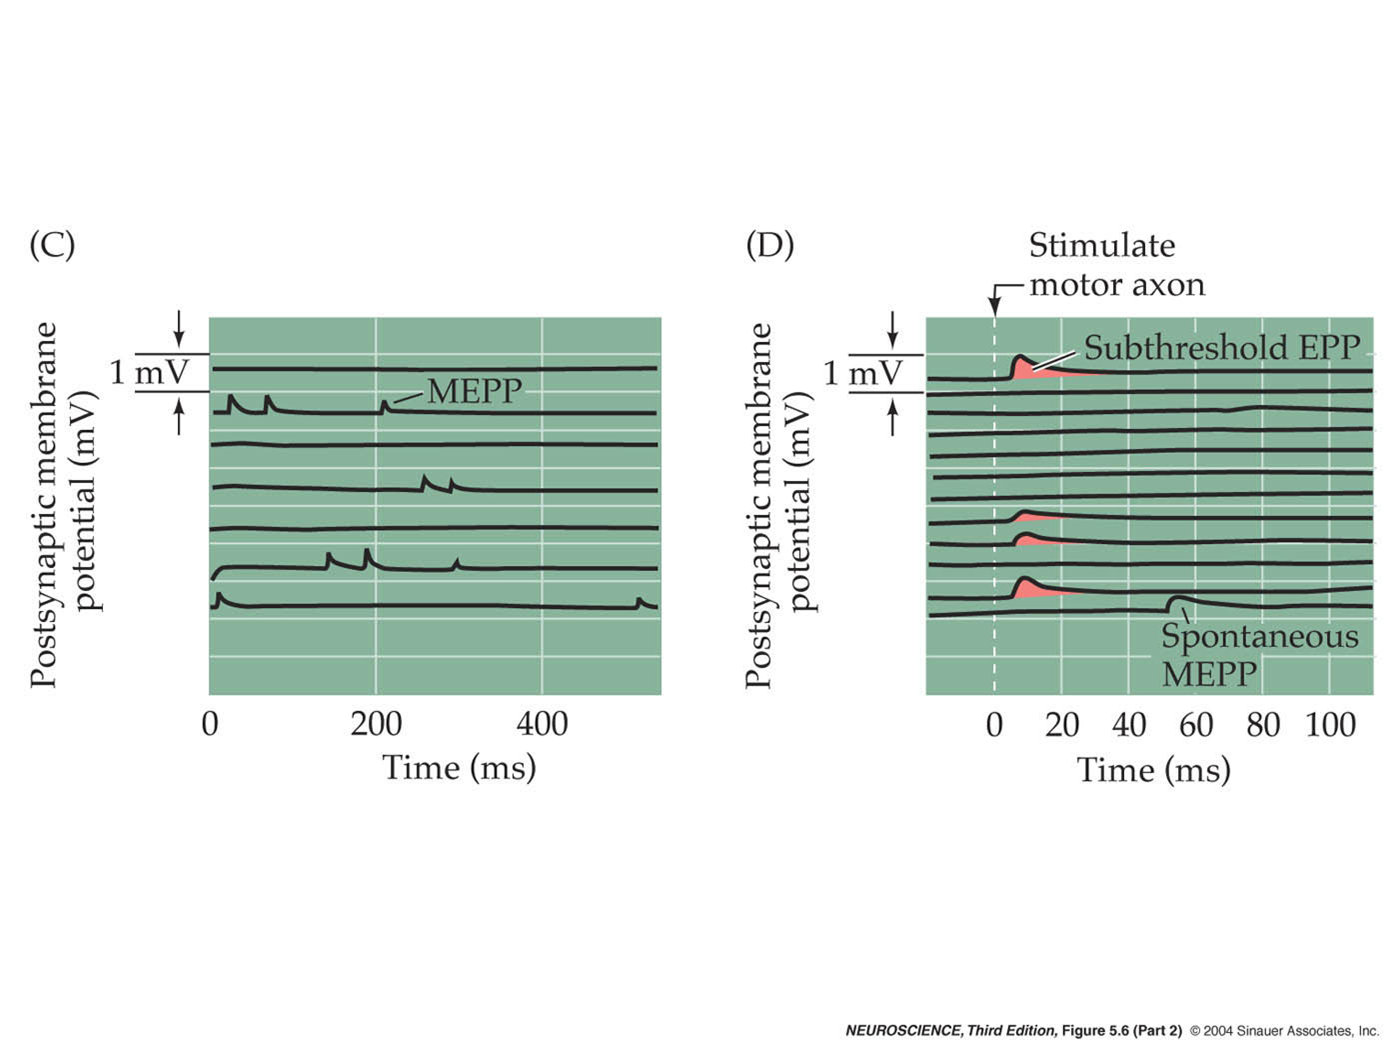 (C)
1 mV
MEPP
Postsynaptic membrane
potential (mV)
0 200 400
Time (ms)
(D)
Stimulate
motor axon
1 mV
Subthreshold EPP
Spontaneous
MEPP
Postsynaptic membrane
potential (mV)
0 20 40 60 80 100
Time (ms)
NEUROSCIENCE, Third Edition, Figure 5.6 (Part 2) © 2004 Sinauer Associates, Inc.